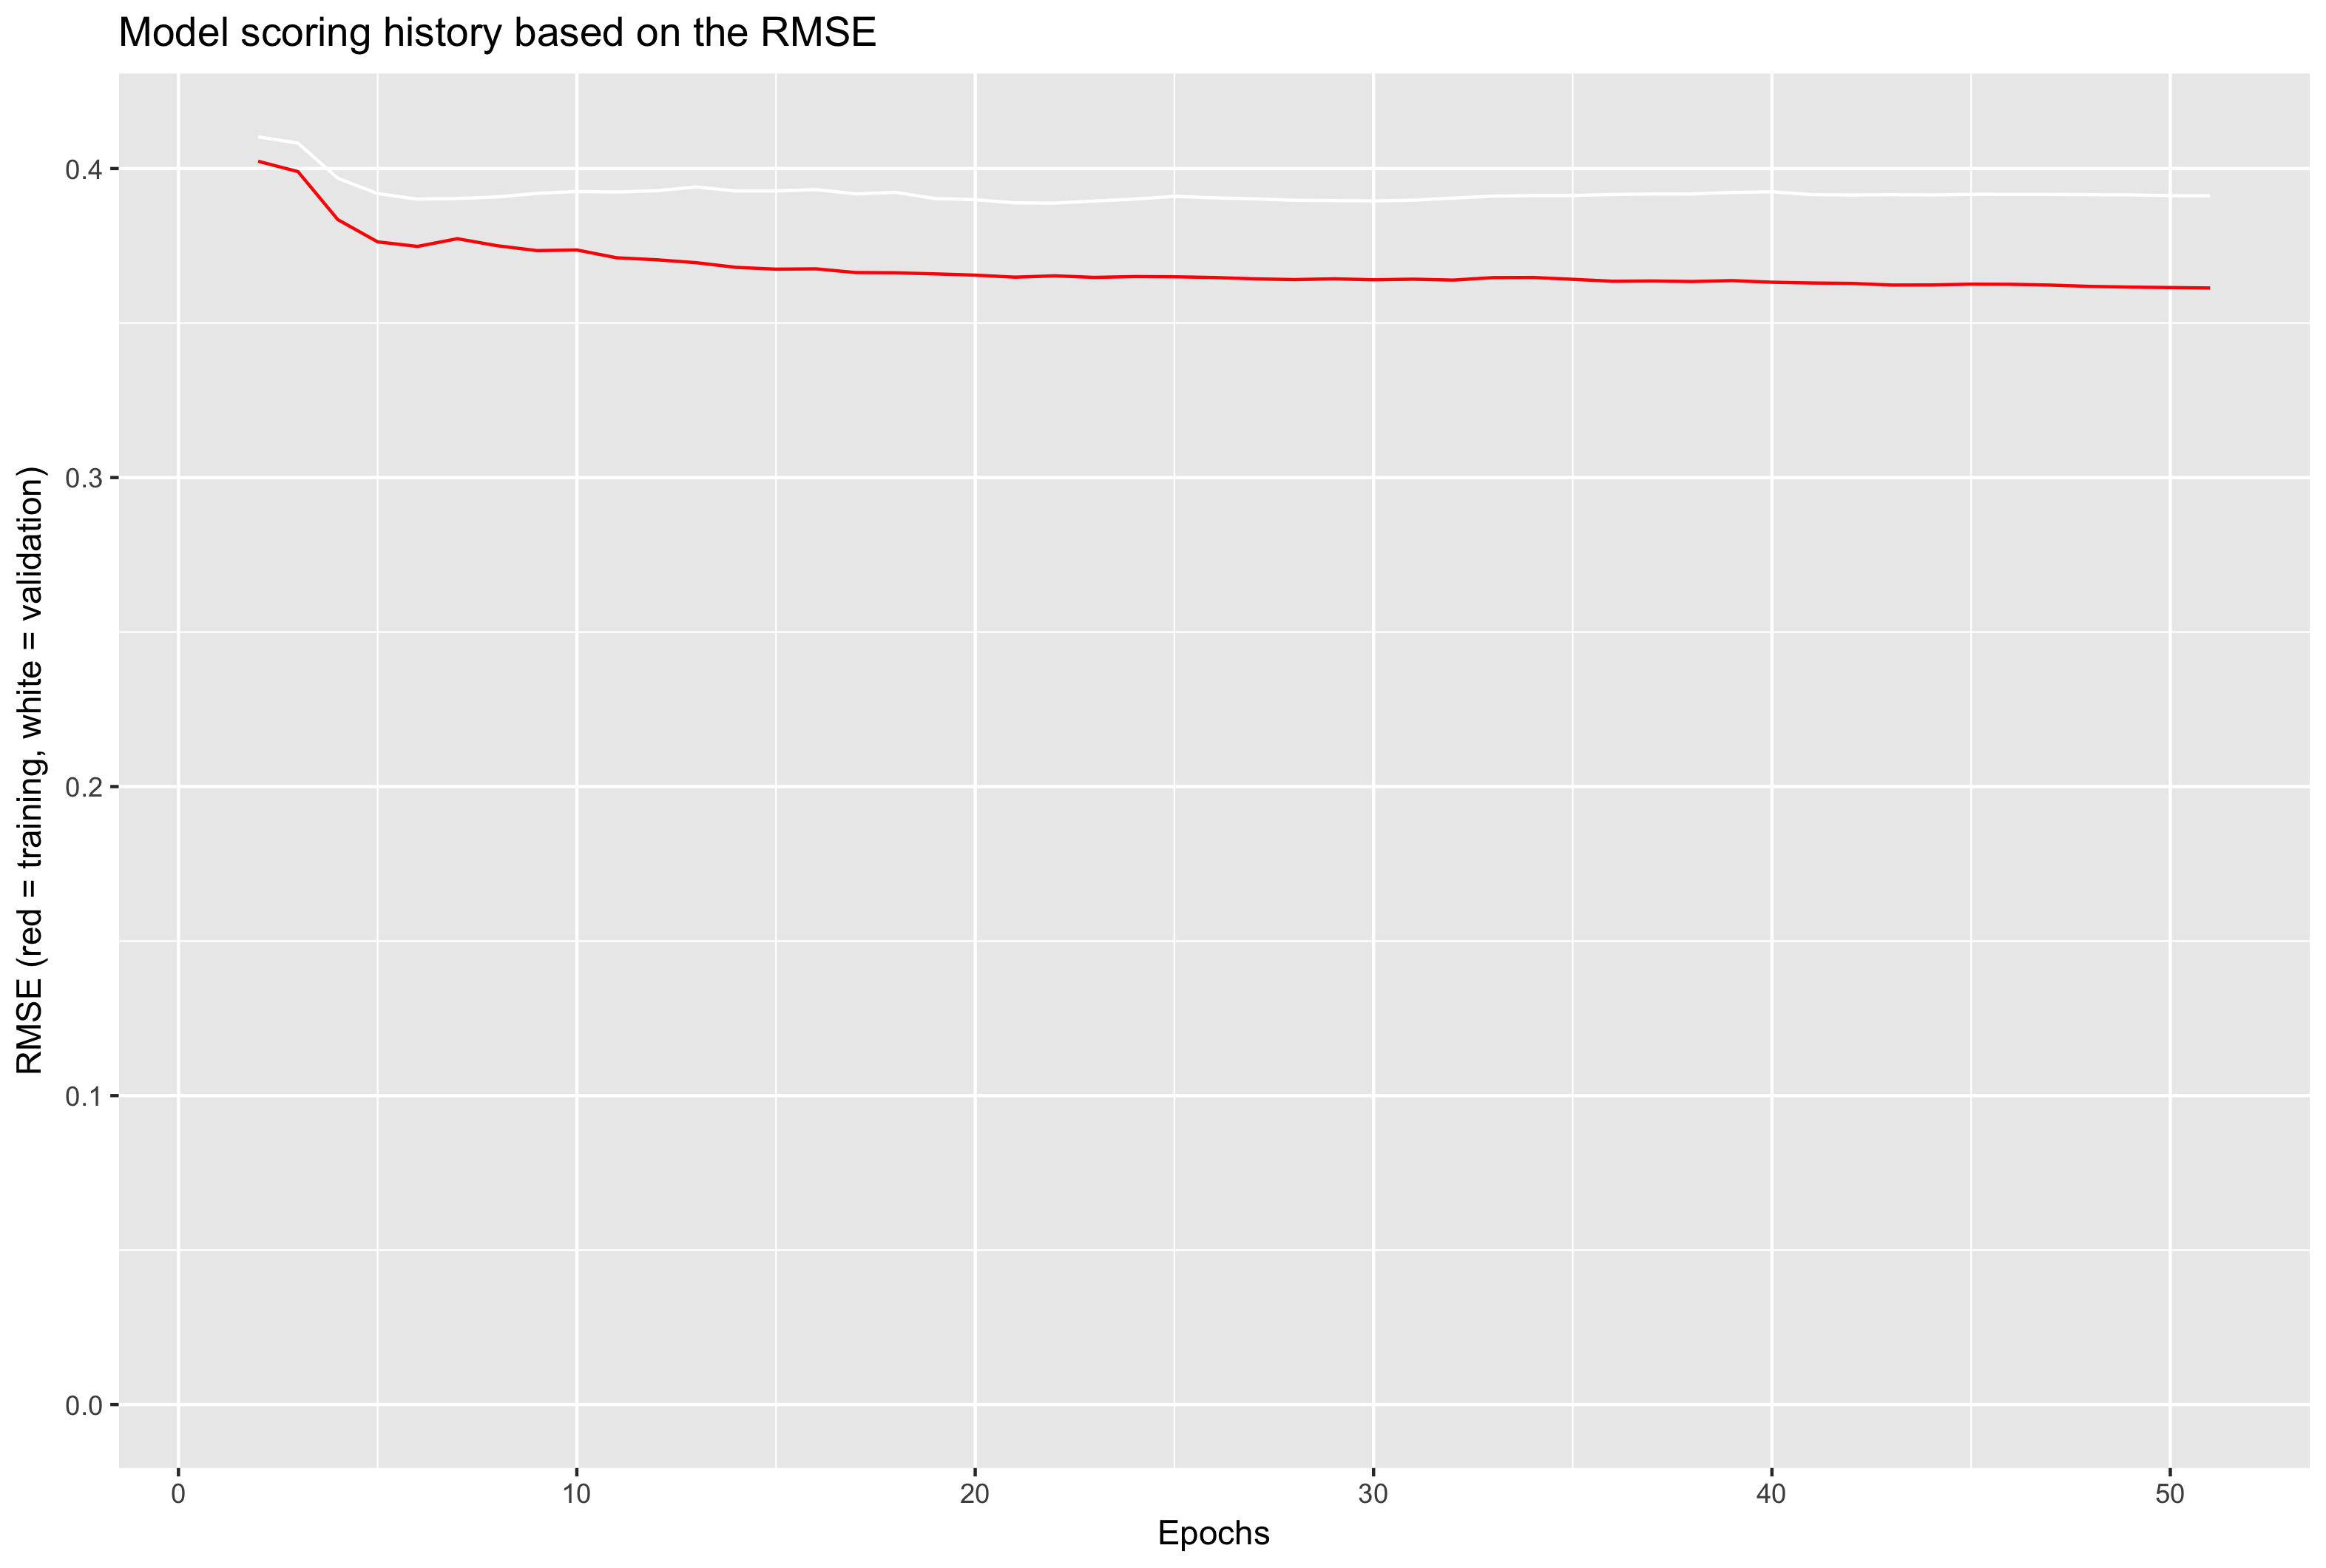 Model scoring history based on the RMSE
RMSE (red = training, white = validation)
0.4
0.3
0.2
0.1
0.0
0 10 20 30 40 50
Epochs